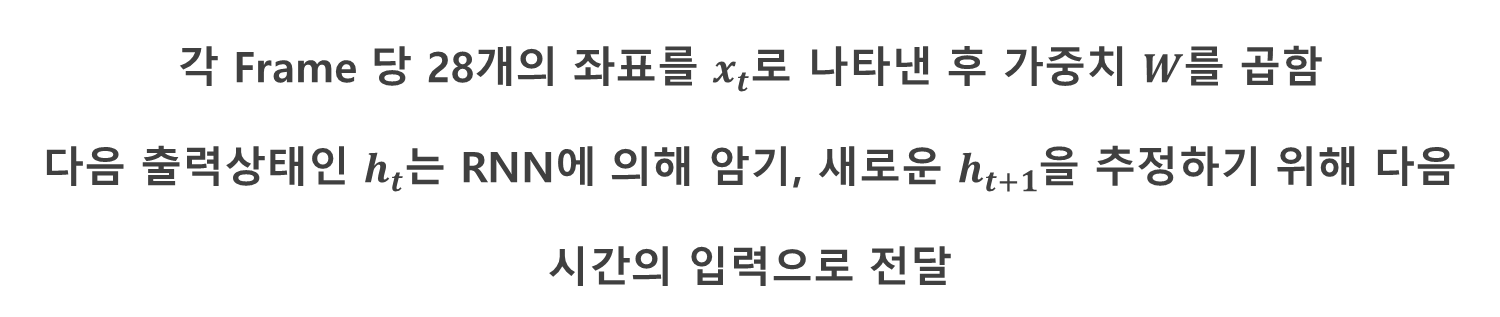 각 Frame 당 28개의 좌표를 xₜ로 나타낸 후 가중치 W를 곱함
다음 출력상태인 hₜ는 RNN에 의해 암기, 새로운 hₜ₊₁을 추정하기 위해 다음
시간의 입력으로 전달